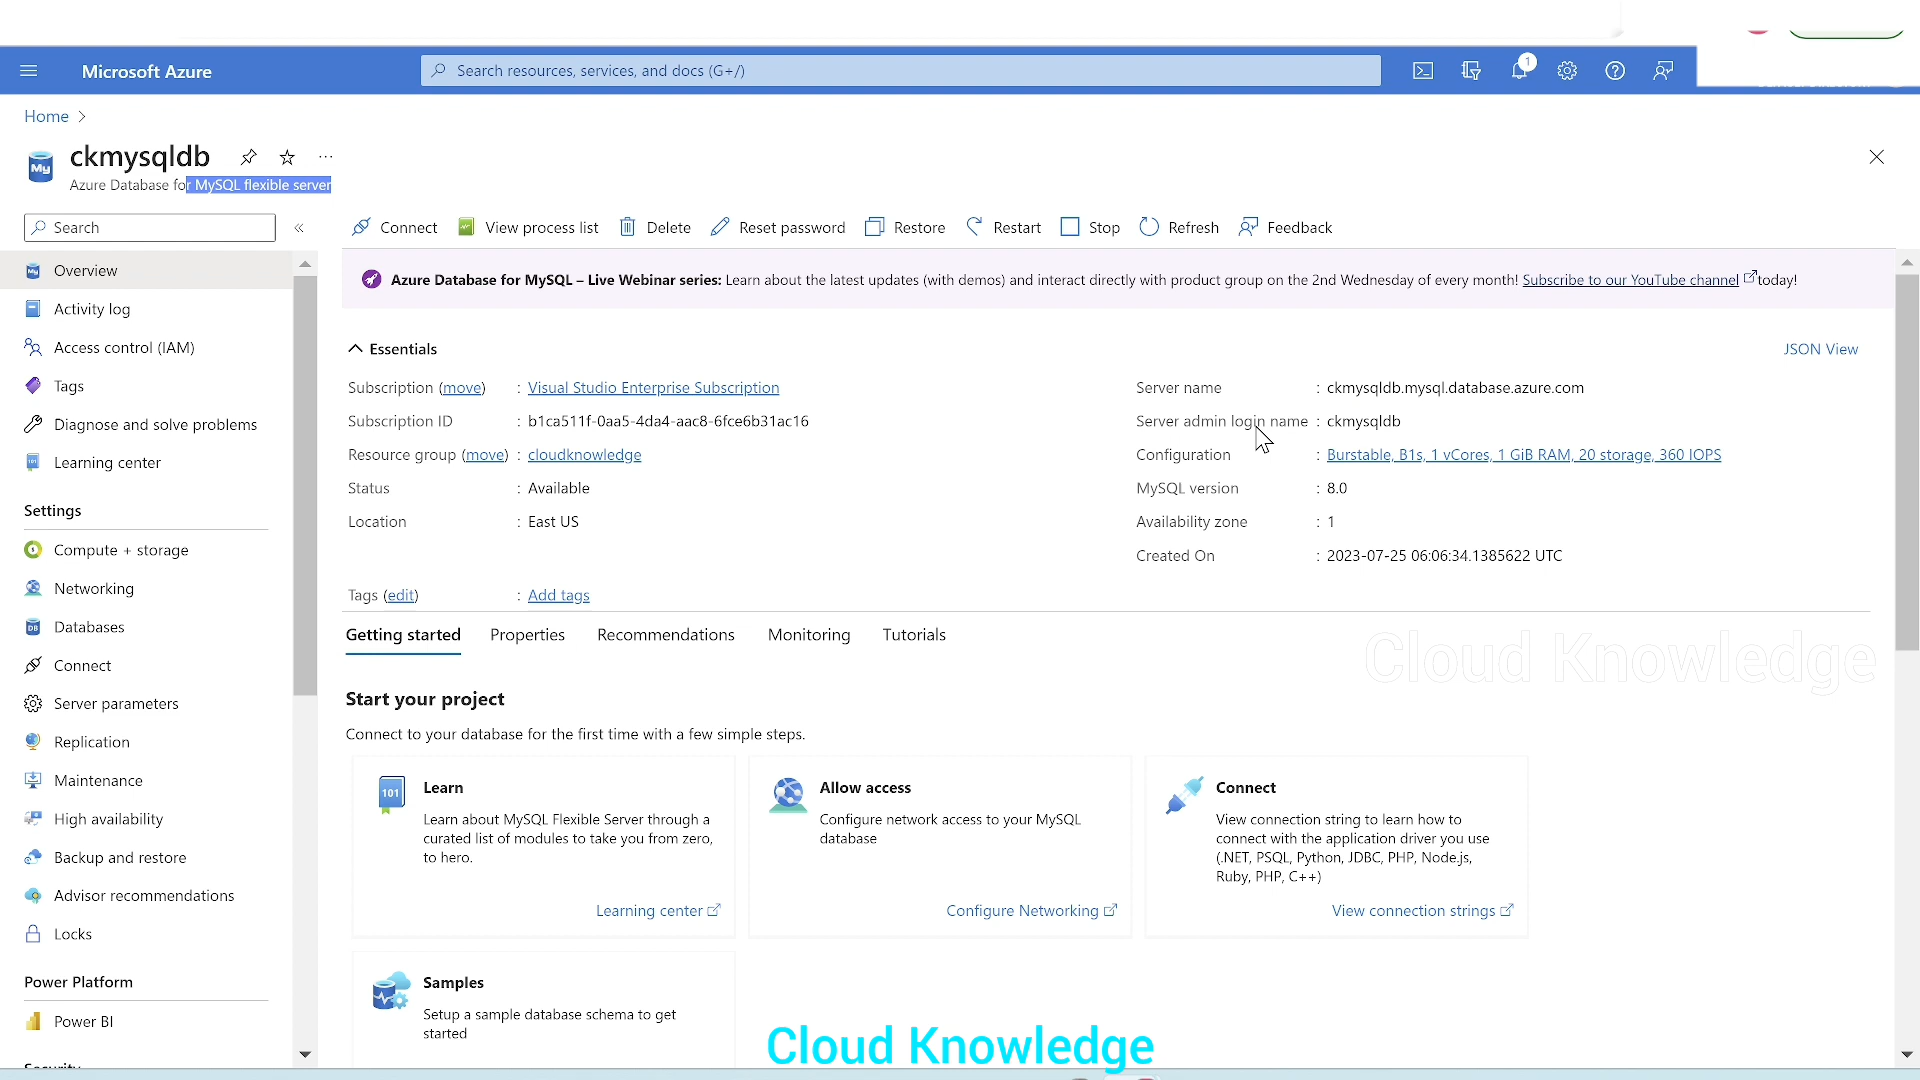 Microsoft Azure
Search resources, services, and docs (G+/)
1
Home
ckmysqldb
Azure Database for MySQL flexible server
Search
Connect
View process list
Delete
Reset password
Restore
Restart
Stop
Refresh
Feedback
Overview
Activity log
Access control (IAM)
Tags
Diagnose and solve problems
Learning center
Settings
Compute + storage
Networking
Databases
Connect
Server parameters
Replication
Maintenance
High availability
Backup and restore
Advisor recommendations
Locks
Power Platform
Power BI
Azure Database for MySQL – Live Webinar series: Learn about the latest updates (with demos) and interact directly with product group on the 2nd Wednesday of every month! Subscribe to our YouTube channel today!
Essentials
JSON View
Subscription (move) : Visual Studio Enterprise Subscription
Subscription ID : b1ca511f-0aa5-4da4-aac8-6fce6b31ac16
Resource group (move) : cloudknowledge
Status : Available
Location : East US
Server name : ckmysqldb.mysql.database.azure.com
Server admin login name : ckmysqldb
Configuration : Burstable, B1s, 1 vCores, 1 GiB RAM, 20 storage, 360 IOPS
MySQL version : 8.0
Availability zone : 1
Created On : 2023-07-25 06:06:34.1385622 UTC
Tags (edit) : Add tags
Getting started
Properties
Recommendations
Monitoring
Tutorials
Cloud Knowledge
Start your project
Connect to your database for the first time with a few simple steps.
101
Learn
Learn about MySQL Flexible Server through a
curated list of modules to take you from zero,
to hero.
Learning center
Allow access
Configure network access to your MySQL
database
Configure Networking
Connect
View connection string to learn how to
connect with the application driver you use
(.NET, PSQL, Python, JDBC, PHP, Node.js,
Ruby, PHP, C++)
View connection strings
Samples
Setup a sample database schema to get
started
Cloud Knowledge